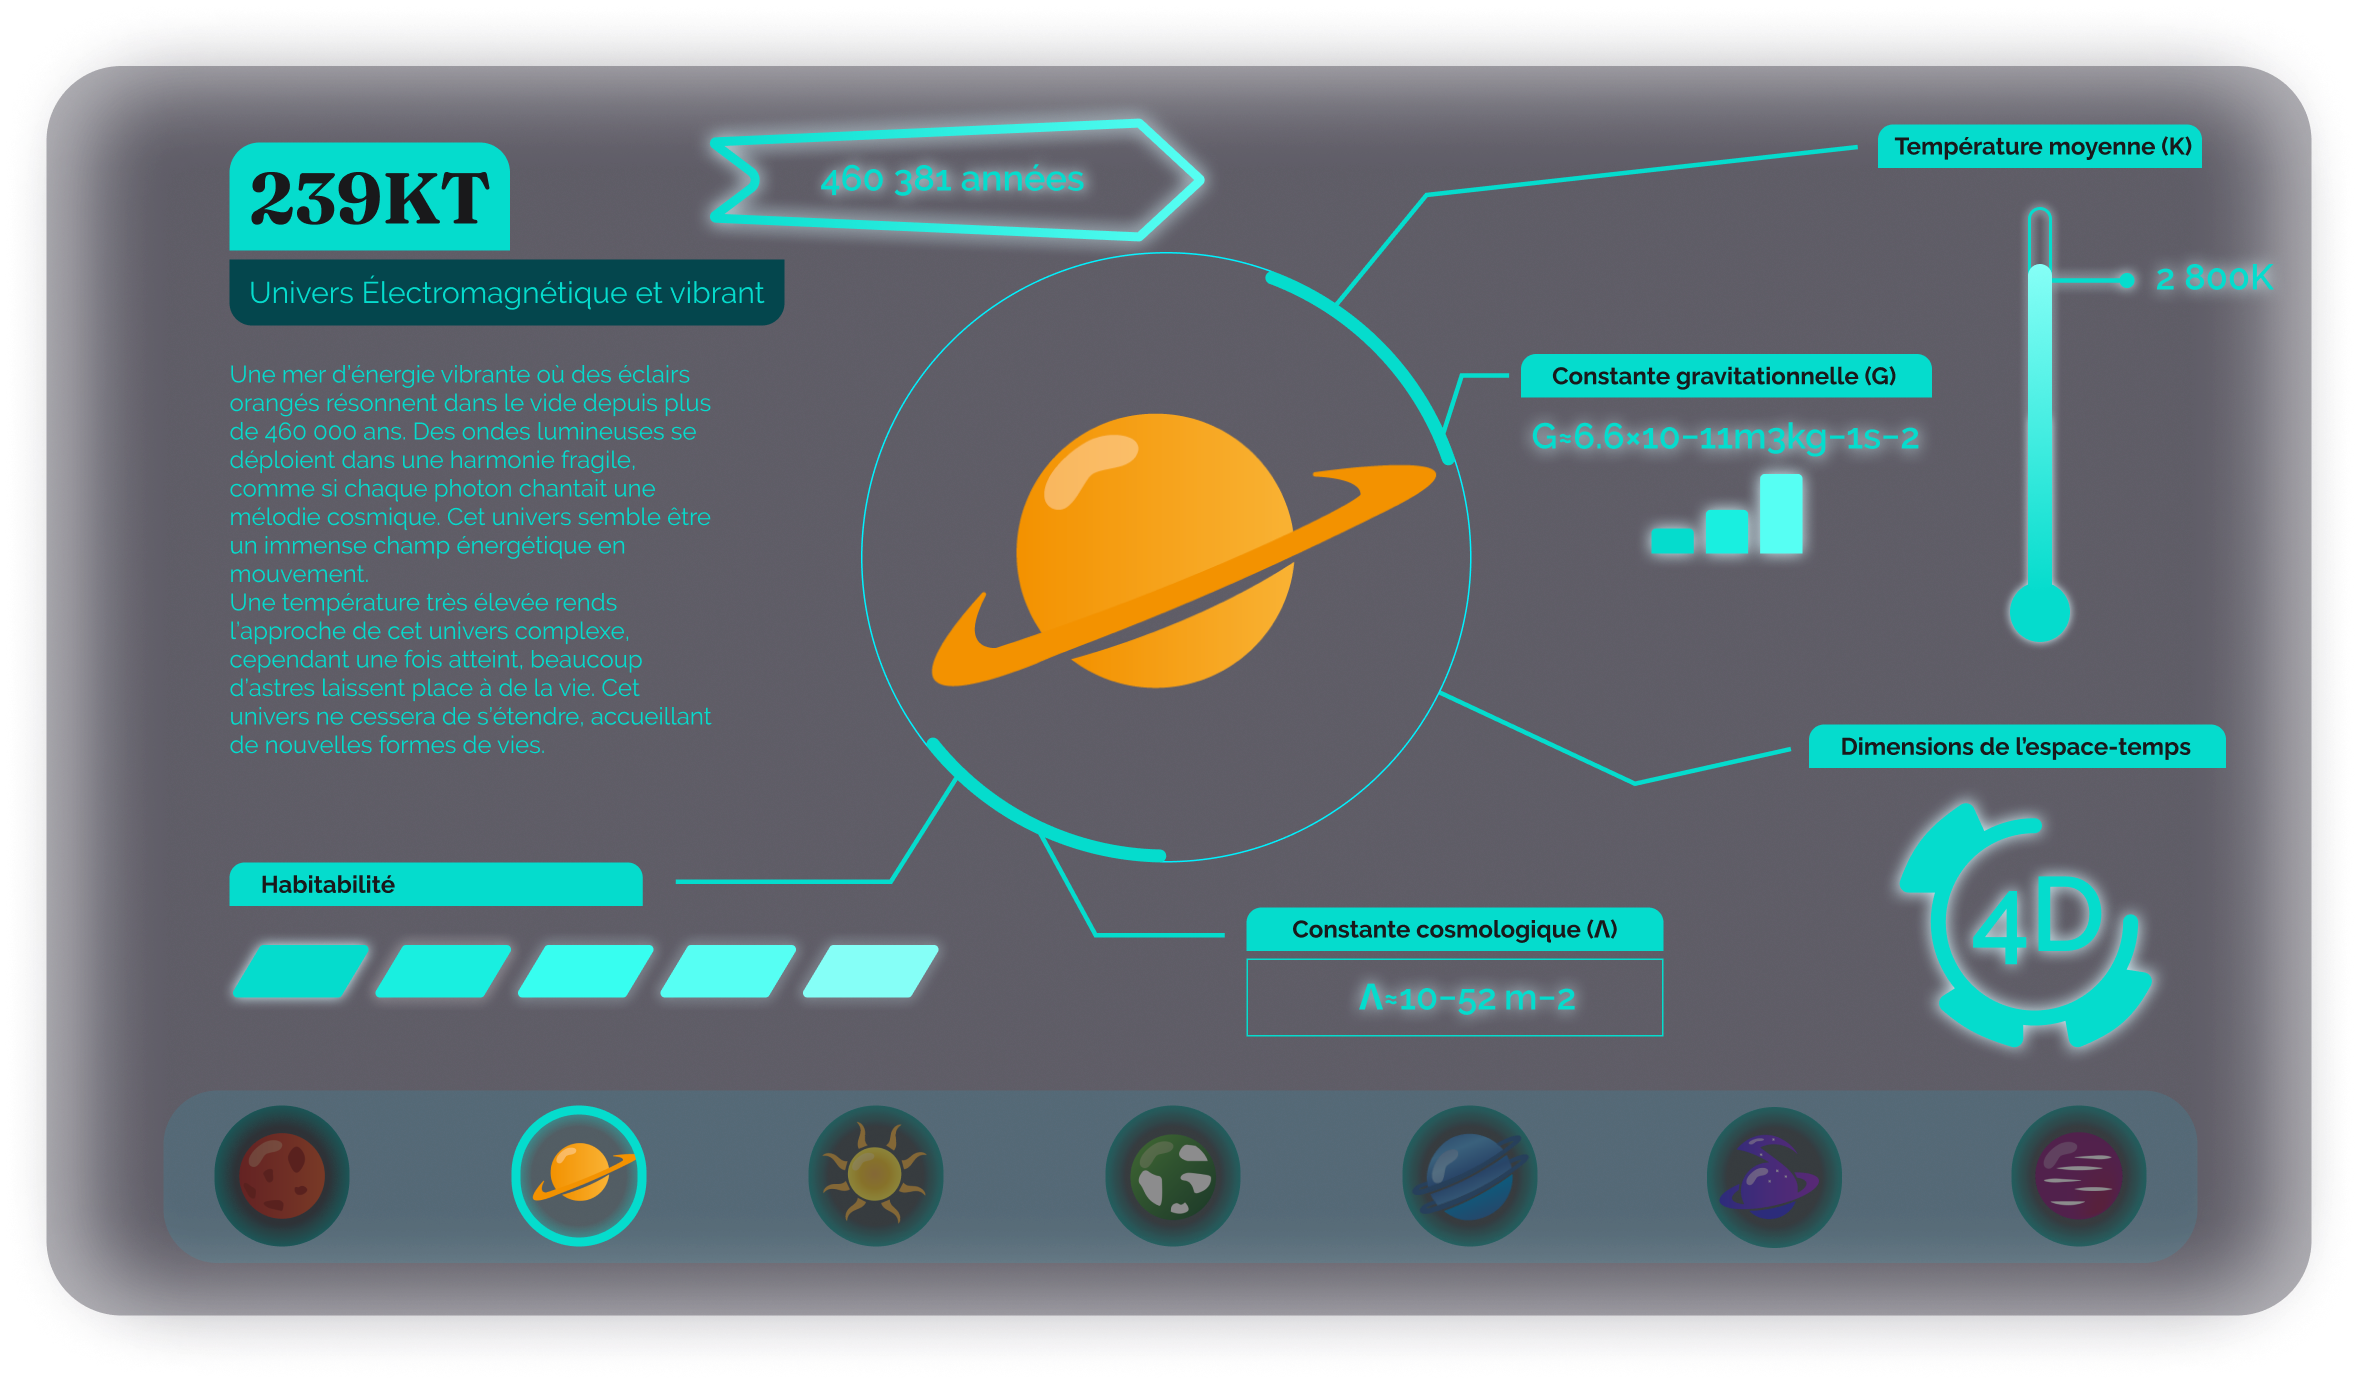 239KT
Univers Électromagnétique et vibrant
460 381 années
Une mer d'énergie vibrante où des éclairs
orangés résonnent dans le vide depuis plus
de 460 000 ans. Des ondes lumineuses se
déploient dans une harmonie fragile,
comme si chaque photon chantait une
mélodie cosmique. Cet univers semble être
un immense champ énergétique en
mouvement.
Une température très élevée rends
l'approche de cet univers complexe,
cependant une fois atteint, beaucoup
d'astres laissent place à de la vie. Cet
univers ne cessera de s'étendre, accueillant
de nouvelles formes de vies.
Température moyenne (K)
2 800K
Constante gravitationnelle (G)
G≈6.6×10−11m3kg−1s−2
Dimensions de l'espace-temps
4D
Habitabilité
Constante cosmologique (Λ)
Λ≈10−52 m−2